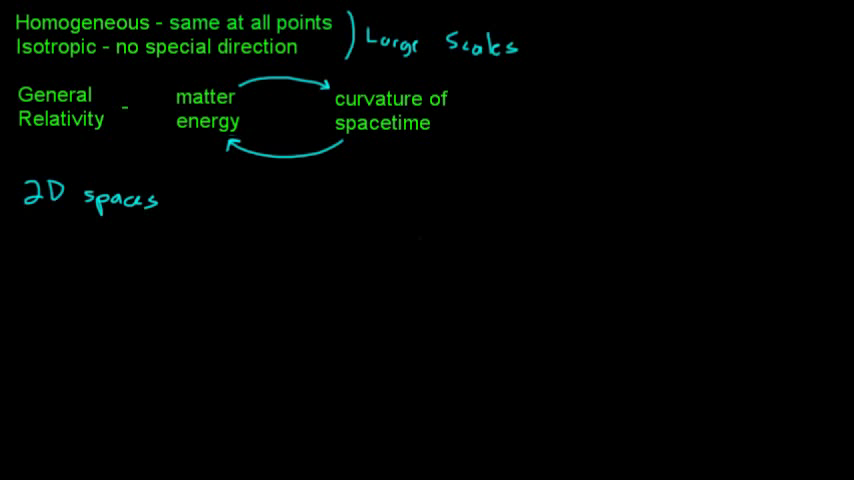 Homogeneous - same at all points
Isotropic - no special direction
) Large Scales
General Relativity - matter energy
curvature of spacetime
2D spaces